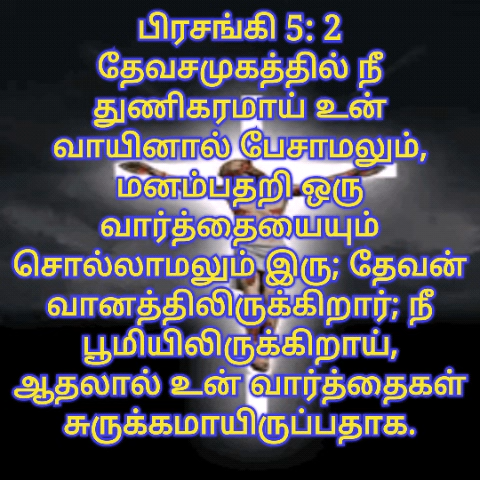 பிரசங்கி 5: 2
தேவசமுகத்தில் நீ
துணிகரமாய் உன்
வாயினால் பேசாமலும்,
மனம்பதறி ஒரு
வார்த்தையையும்
சொல்லாமலும் இரு; தேவன்
வானத்திலிருக்கிறார்; நீ
பூமியிலிருக்கிறாய்,
ஆதலால் உன் வார்த்தைகள்
சுருக்கமாயிருப்பதாக.